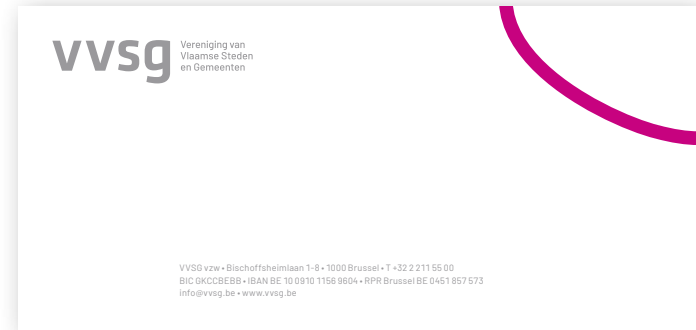 vvsg
Vereniging van
Vlaamse Steden
en Gemeenten
VVSG vzw • Bischoffsheimlaan 1-8 • 1000 Brussel • T +32 2 211 55 00
BIC GKCCBEBB • IBAN BE 10 0910 1156 9604 • RPR Brussel BE 0451 857 573
info@vvsg.be • www.vvsg.be